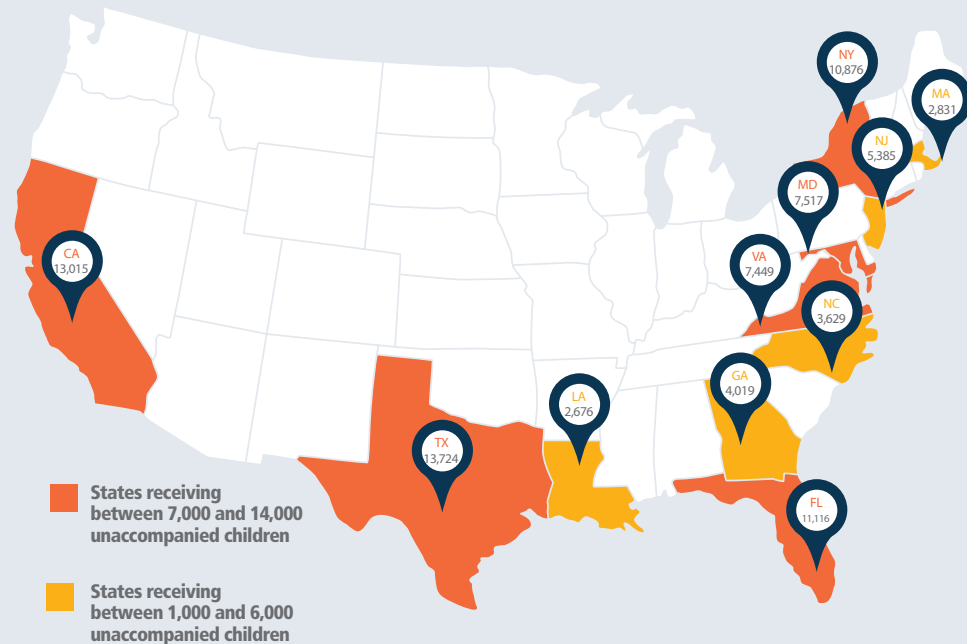 NY
10,876
MA
2,831
NJ
5,385
MD
7,517
CA
13,015
VA
7,449
NC
3,629
GA
4,019
LA
2,676
TX
13,724
FL
11,116
States receiving
between 7,000 and 14,000
unaccompanied children
States receiving
between 1,000 and 6,000
unaccompanied children